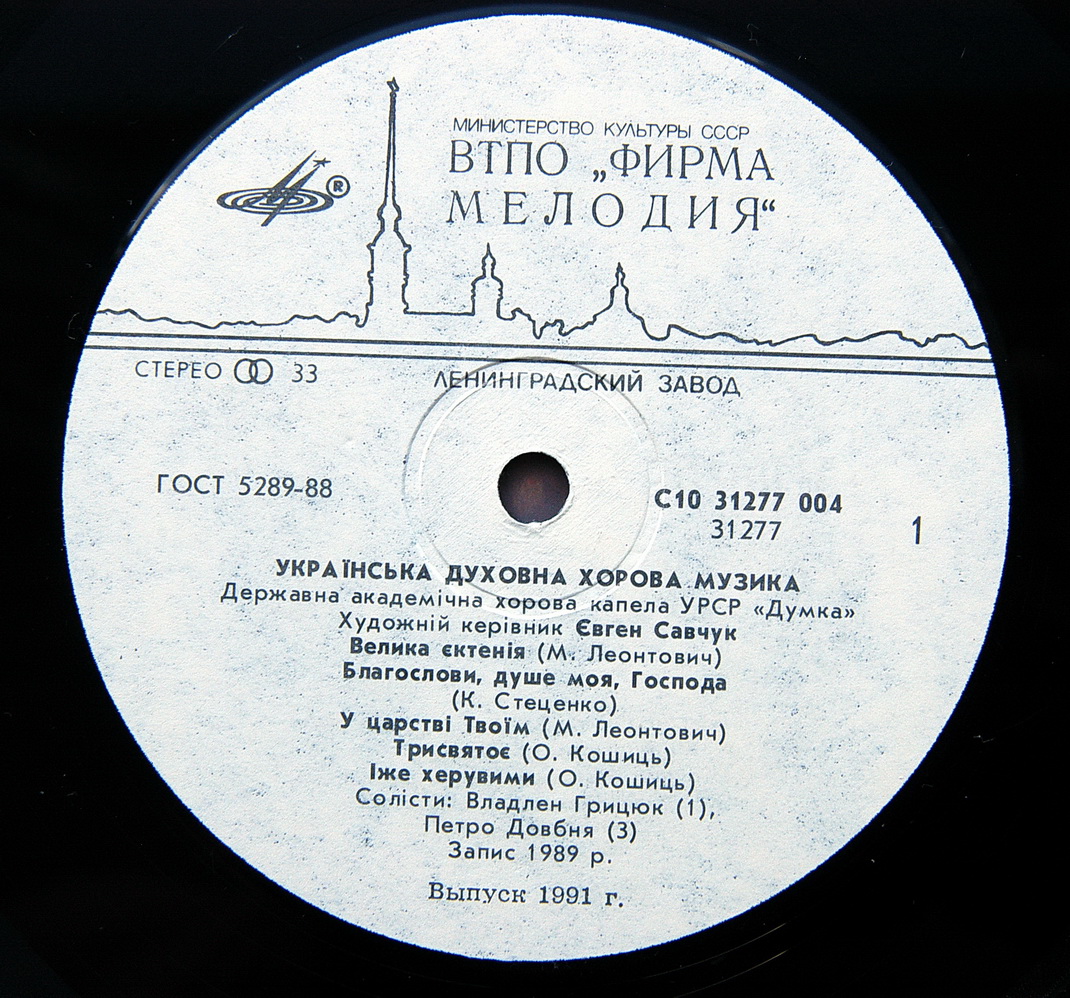 МИНИСТЕРСТВО КУЛЬТУРЫ СССР
ВТПО „ФИРМА
МЕЛОДИЯ“
®
СТЕРЕО 33
ЛЕНИНГРАДСКИЙ ЗАВОД
ГОСТ 5289-88
С10 31277 004
31277
1
УКРАЇНСЬКА ДУХОВНА ХОРОВА МУЗИКА
Державна академічна хорова капела УРСР «Думка»
Художній керівник Євген Савчук
Велика єктенія (М. Леонтович)
Благослови, душе моя, Господа
(К. Стеценко)
У царстві Твоїм (М. Леонтович)
Трисвятоє (О. Кошиць)
Іже херувими (О. Кошиць)
Солісти: Владлен Грицюк (1),
Петро Довбня (3)
Запис 1989 р.
Выпуск 1991 г.